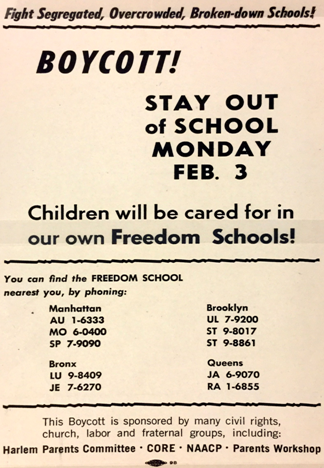 Fight Segregated, Overcrowded, Broken-down Schools!
BOYCOTT!
STAY OUT
of SCHOOL
MONDAY
FEB. 3
Children will be cared for in
our own Freedom Schools!
You can find the FREEDOM SCHOOL
nearest you, by phoning:
Manhattan
AU 1-6333
MO 6-0400
SP 7-9090
Brooklyn
UL 7-9200
ST 9-8017
ST 9-8861
Bronx
LU 9-8409
JE 7-6270
Queens
JA 6-9070
RA 1-6855
This Boycott is sponsored by many civil rights,
church, labor and fraternal groups, including:
Harlem Parents Committee · CORE · NAACP · Parents Workshop